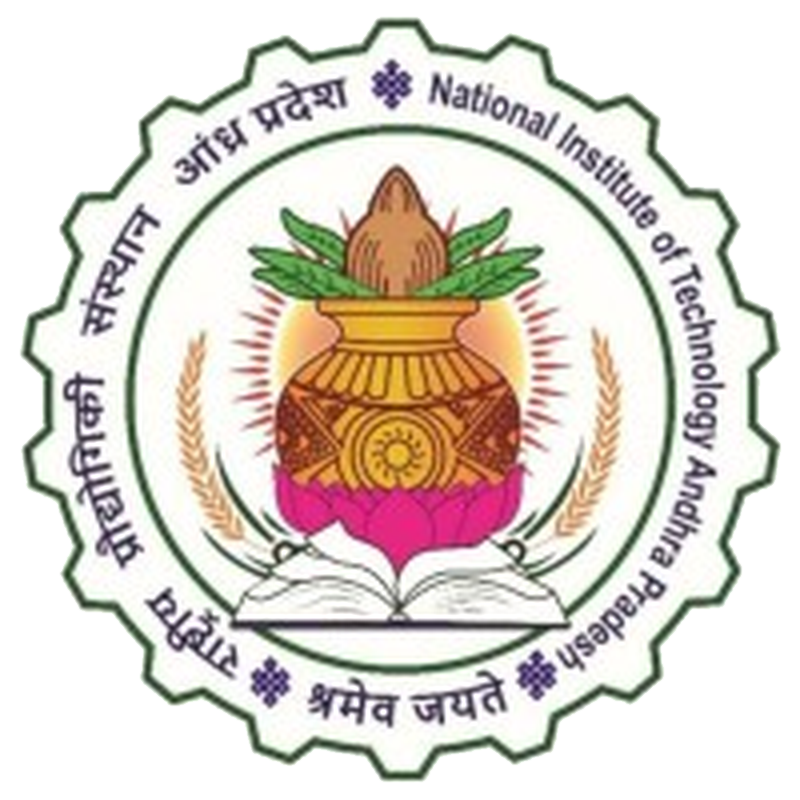 राष्ट्रीय प्रौद्योगिकी संस्थान आंध्र प्रदेश
National Institute of Technology Andhra Pradesh
श्रमेव जयते